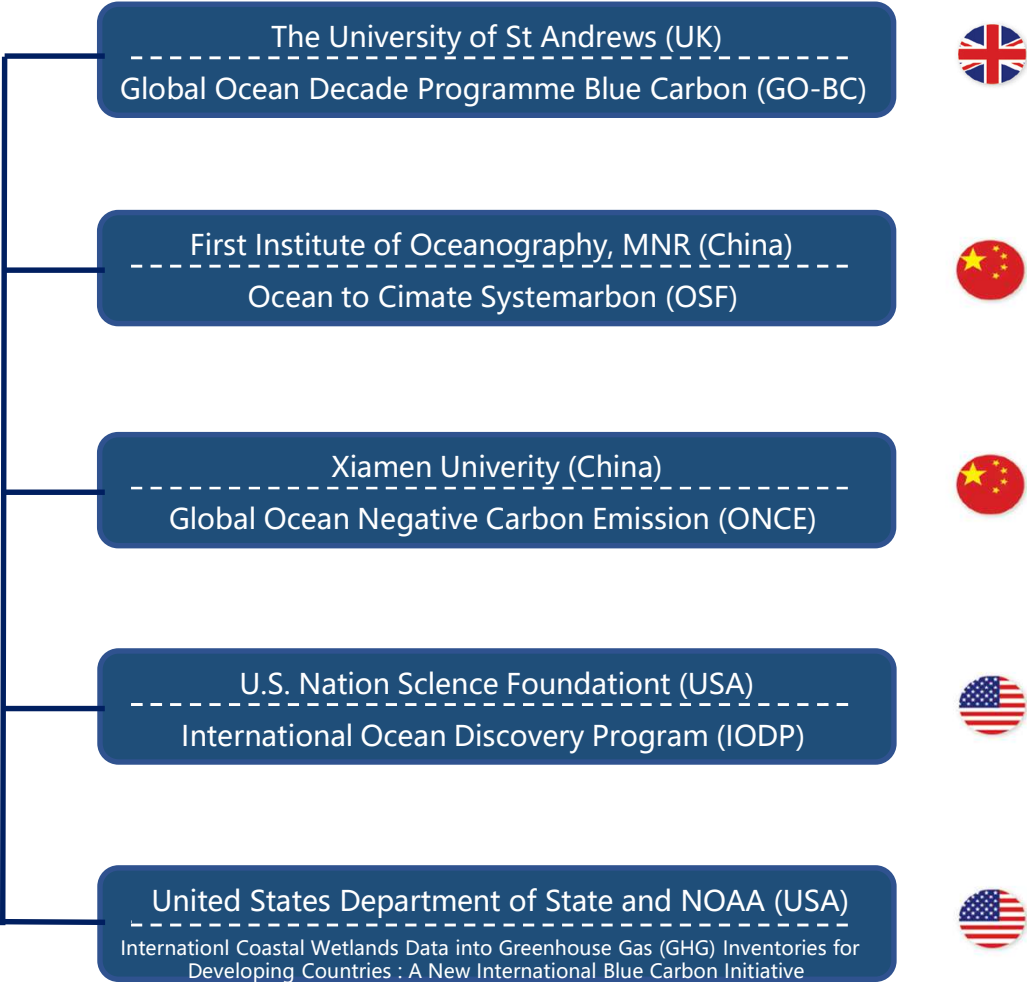 The University of St Andrews (UK)
Global Ocean Decade Programme Blue Carbon (GO-BC)
First Institute of Oceanography, MNR (China)
Ocean to Cimate Systemarbon (OSF)
Xiamen Univerity (China)
Global Ocean Negative Carbon Emission (ONCE)
U.S. Nation Sclence Foundationt (USA)
International Ocean Discovery Program (IODP)
United States Department of State and NOAA (USA)
Internationl Coastal Wetlands Data into Greenhouse Gas (GHG) Inventories for
Developing Countries : A New International Blue Carbon Initiative